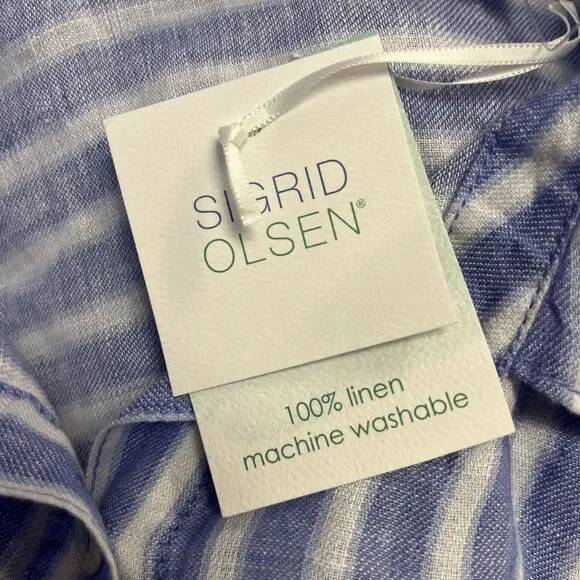 SIGRID
OLSEN®
100% linen
machine washable